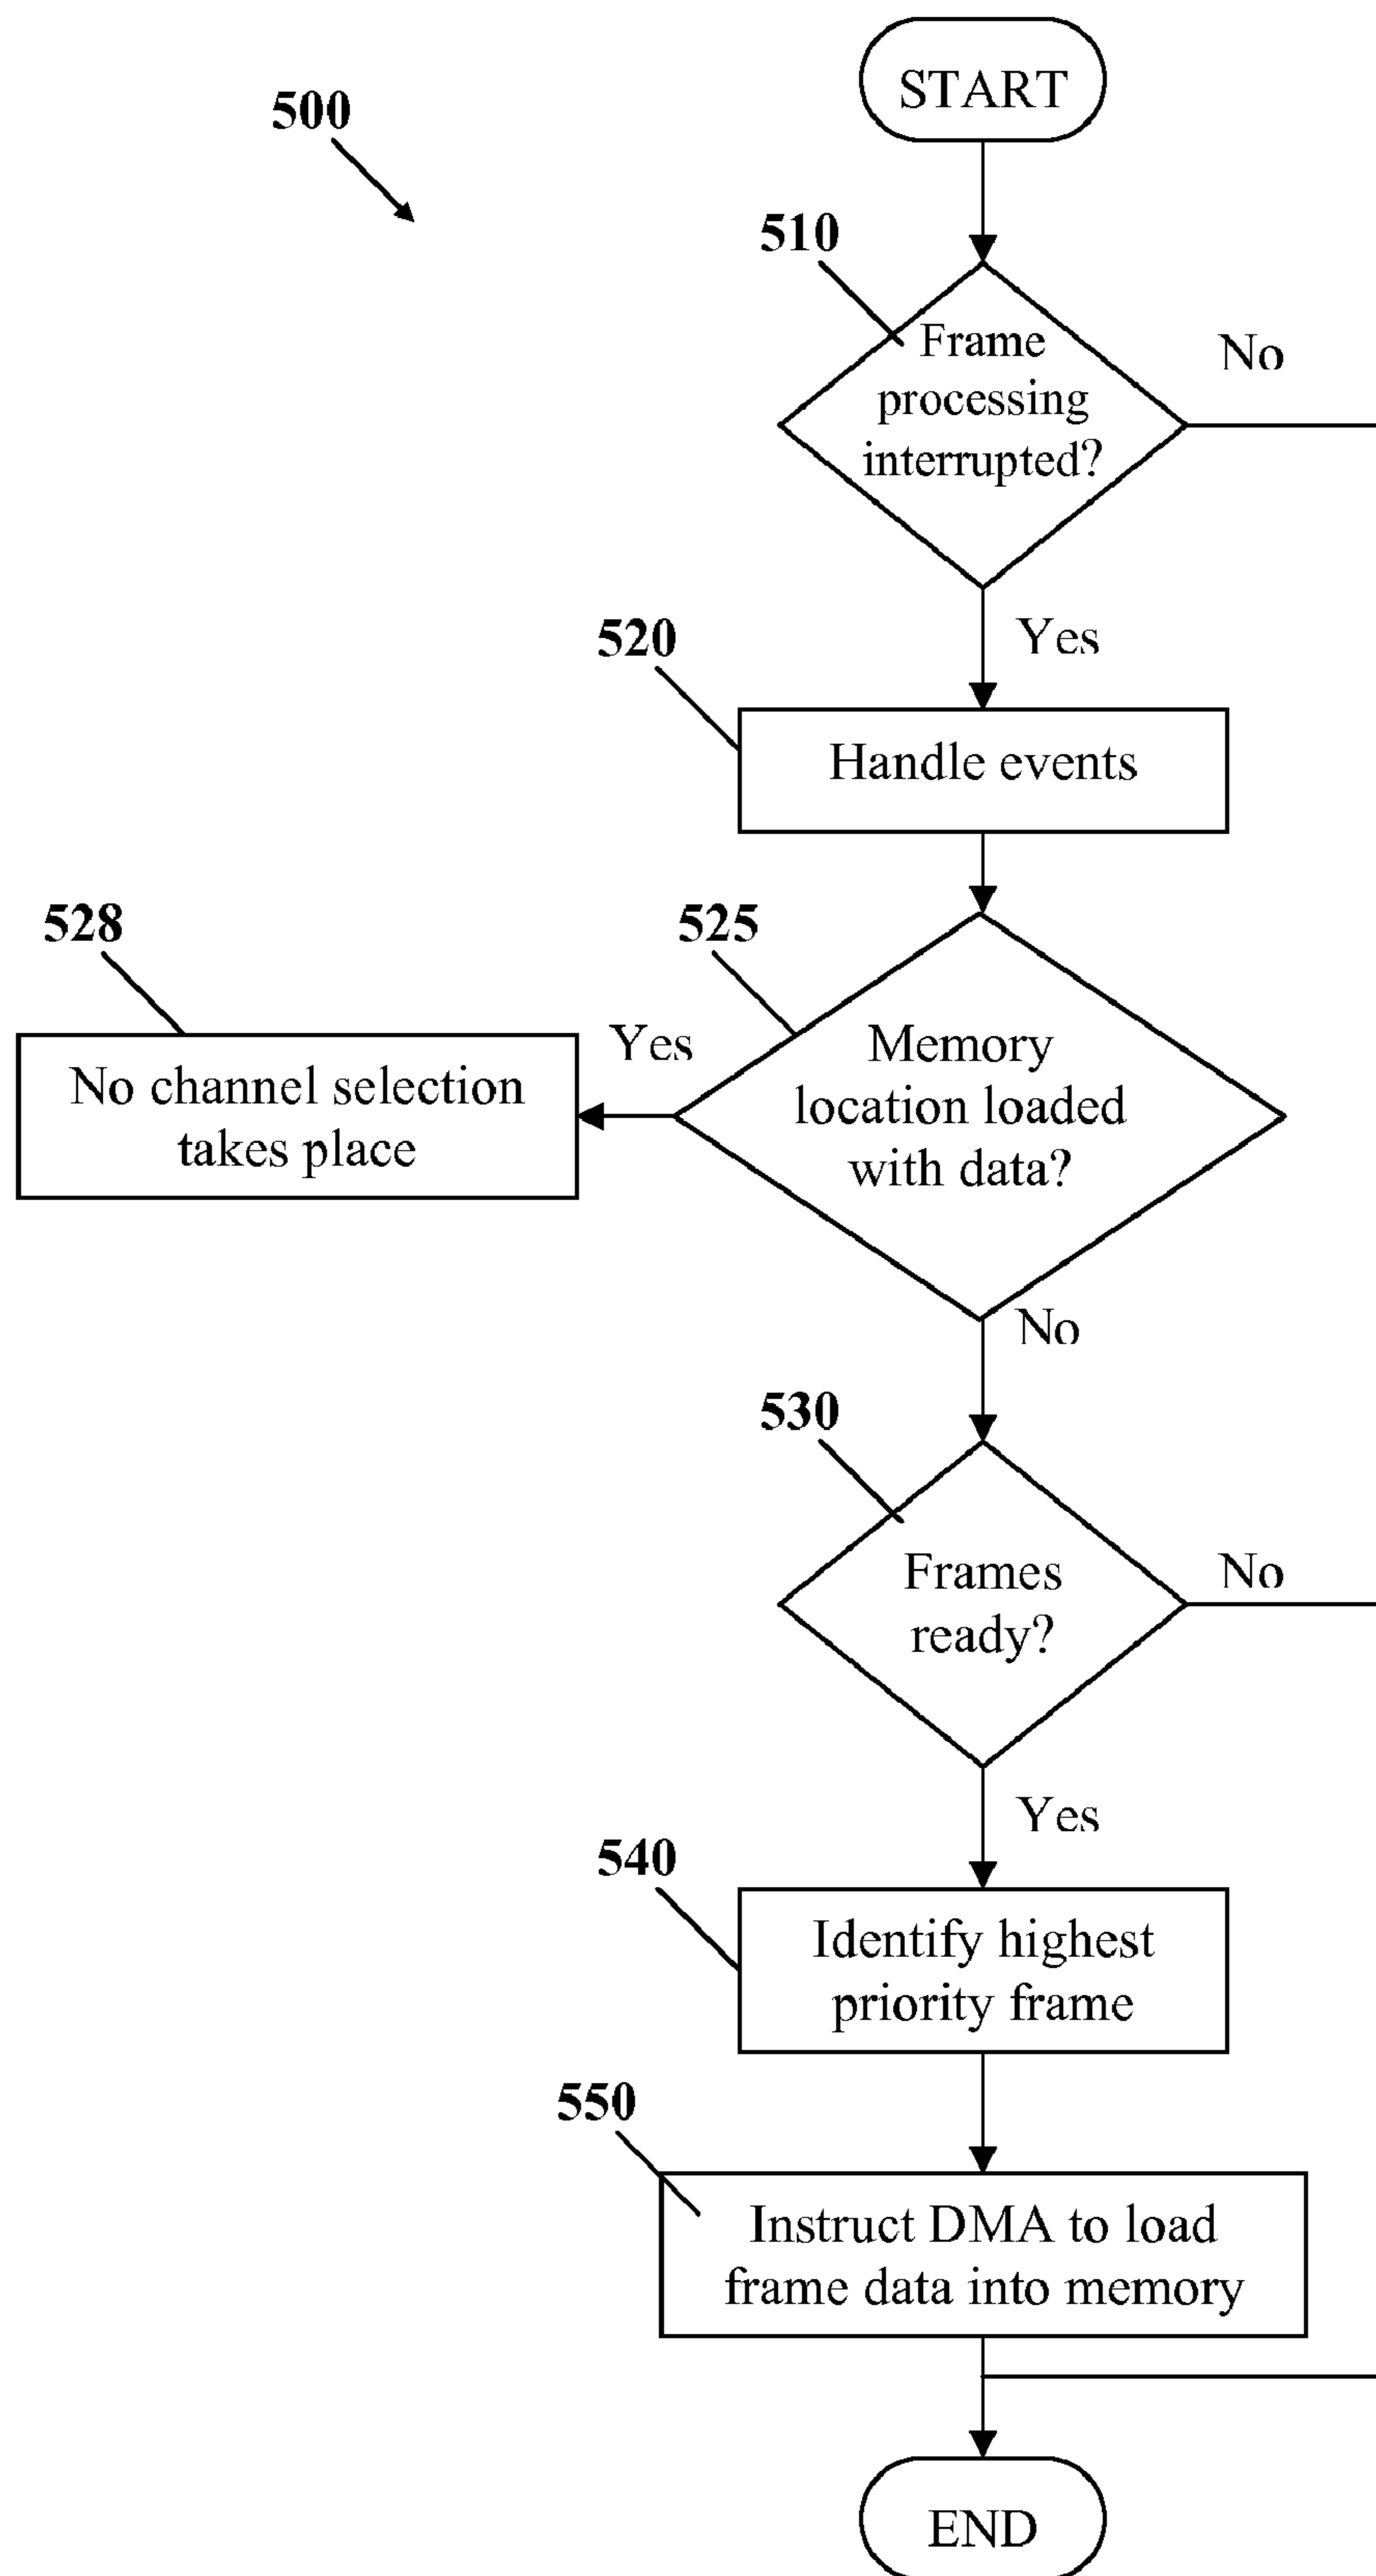 START
500
510
Frame
processing
interrupted?
No
Yes
520
Handle events
528
525
Yes
Memory
location loaded
with data?
No channel selection
takes place
No
530
Frames
ready?
No
Yes
540
Identify highest
priority frame
550
Instruct DMA to load
frame data into memory
END